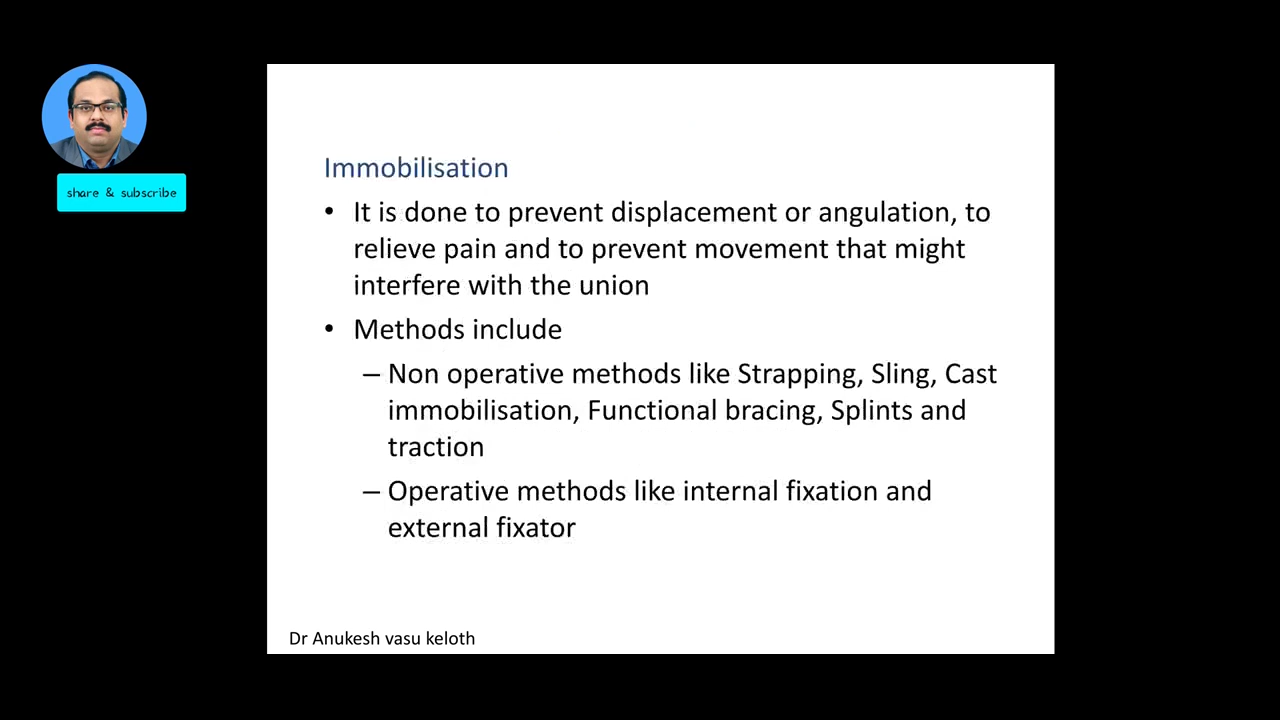 share & subscribe
Immobilisation
• It is done to prevent displacement or angulation, to
relieve pain and to prevent movement that might
interfere with the union
• Methods include
– Non operative methods like Strapping, Sling, Cast
immobilisation, Functional bracing, Splints and
traction
– Operative methods like internal fixation and
external fixator
Dr Anukesh vasu keloth